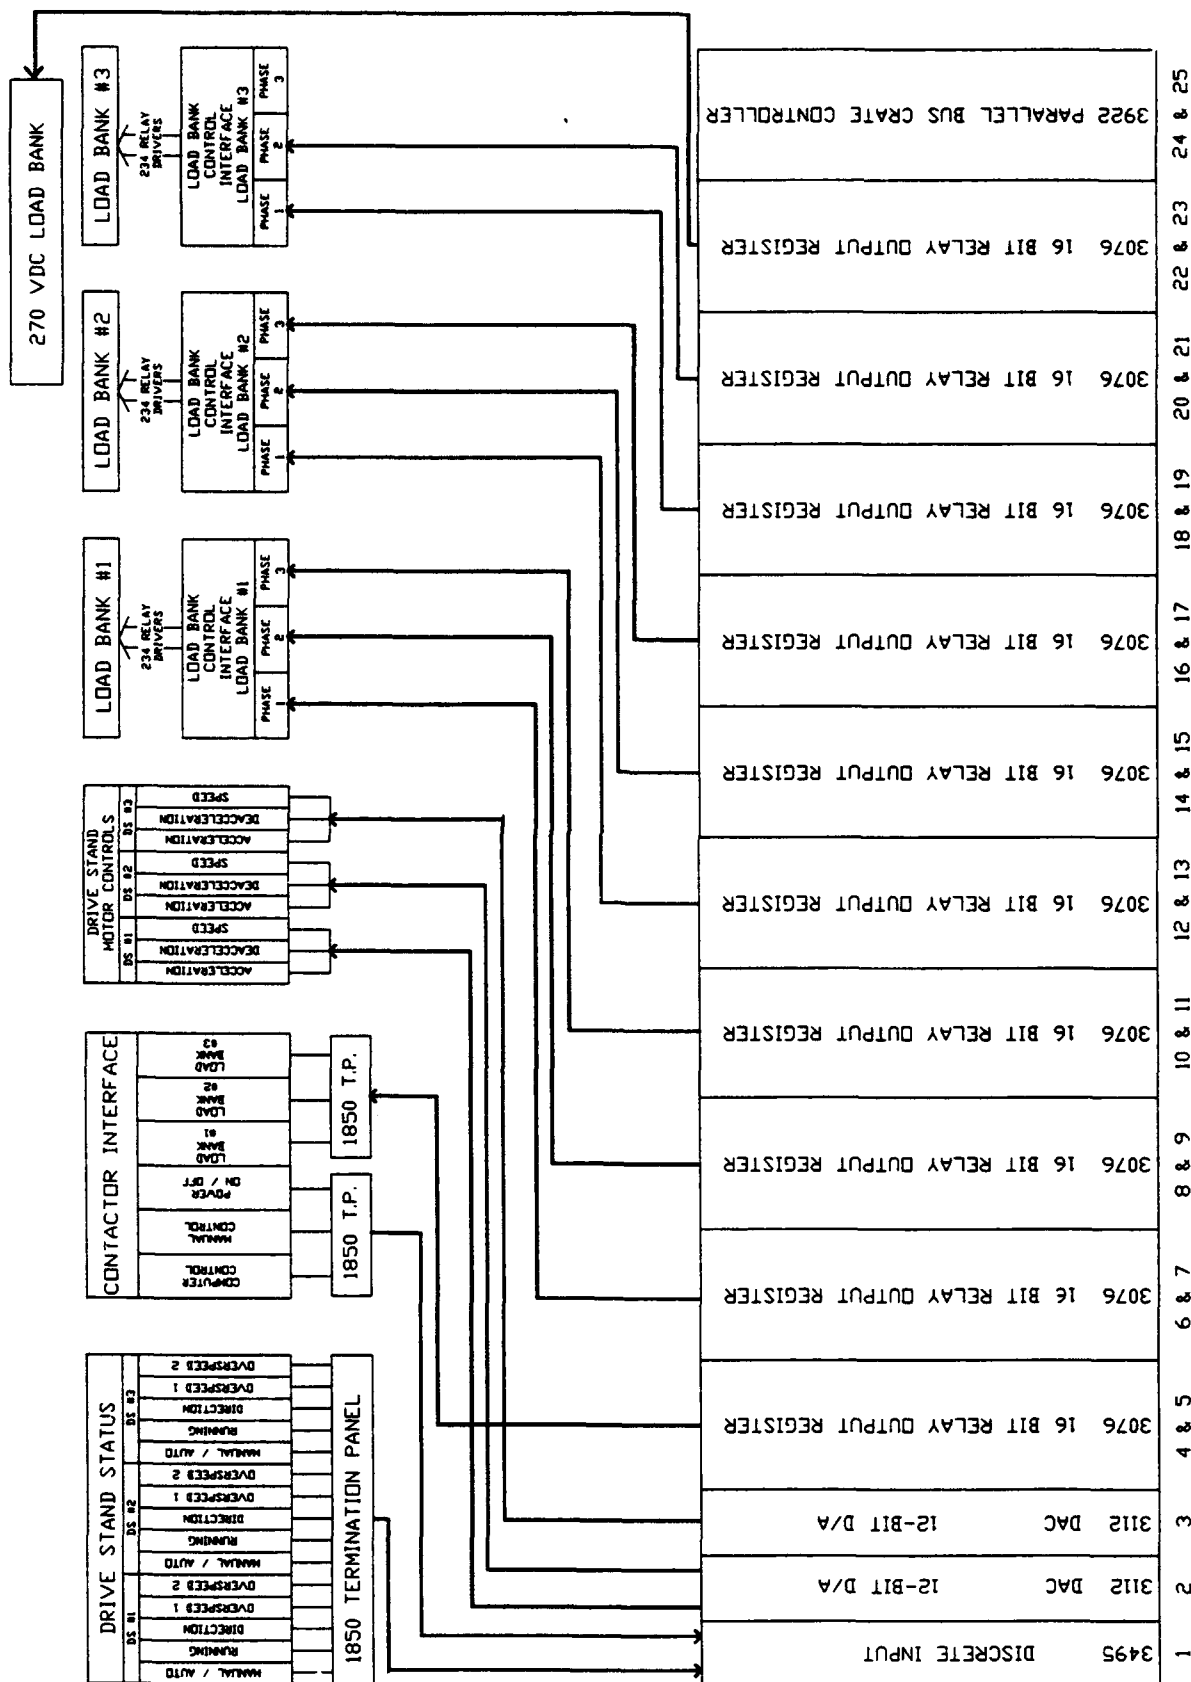 DRIVE STAND STATUS
DS #1
DS #2
DS #3
MANUAL / AUTO
RUNNING
DIRECTION
OVERSPEED 1
OVERSPEED 2
MANUAL / AUTO
RUNNING
DIRECTION
OVERSPEED 1
OVERSPEED 2
MANUAL / AUTO
RUNNING
DIRECTION
OVERSPEED 1
OVERSPEED 2
1850 TERMINATION PANEL
CONTACTOR INTERFACE
COMPUTER
CONTROL
MANUAL
CONTROL
POWER
ON / OFF
LOAD
BANK
#1
LOAD
BANK
#2
LOAD
BANK
#3
1850 T.P.
1850 T.P.
DRIVE STAND
MOTOR CONTROLS
DS #1
DS #2
DS #3
ACCELERATION
DEACCELERATION
SPEED
ACCELERATION
DEACCELERATION
SPEED
ACCELERATION
DEACCELERATION
SPEED
LOAD BANK #1
234 RELAY
DRIVERS
LOAD BANK
CONTROL
INTERFACE
LOAD BANK #1
PHASE
1
PHASE
2
PHASE
3
LOAD BANK #2
234 RELAY
DRIVERS
LOAD BANK
CONTROL
INTERFACE
LOAD BANK #2
PHASE
1
PHASE
2
PHASE
3
LOAD BANK #3
234 RELAY
DRIVERS
LOAD BANK
CONTROL
INTERFACE
LOAD BANK #3
PHASE
1
PHASE
2
PHASE
3
270 VDC LOAD BANK
3495 DISCRETE INPUT
3112 DAC 12-BIT D/A
3112 DAC 12-BIT D/A
3076 16 BIT RELAY OUTPUT REGISTER
3076 16 BIT RELAY OUTPUT REGISTER
3076 16 BIT RELAY OUTPUT REGISTER
3076 16 BIT RELAY OUTPUT REGISTER
3076 16 BIT RELAY OUTPUT REGISTER
3076 16 BIT RELAY OUTPUT REGISTER
3076 16 BIT RELAY OUTPUT REGISTER
3076 16 BIT RELAY OUTPUT REGISTER
3076 16 BIT RELAY OUTPUT REGISTER
3076 16 BIT RELAY OUTPUT REGISTER
3922 PARALLEL BUS CRATE CONTROLLER
1
2
3
4 & 5
6 & 7
8 & 9
10 & 11
12 & 13
14 & 15
16 & 17
18 & 19
20 & 21
22 & 23
24 & 25